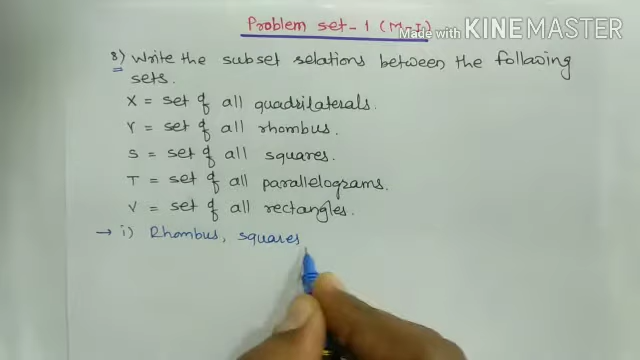 Problem set - 1 (M-I)
Made with KINEMASTER
8) Write the subset relations between the following
sets.
X = set of all quadrilaterals.
Y = set of all rhombus.
S = set of all squares.
T = set of all parallelograms.
V = set of all rectangles.
→ i) Rhombus, squares